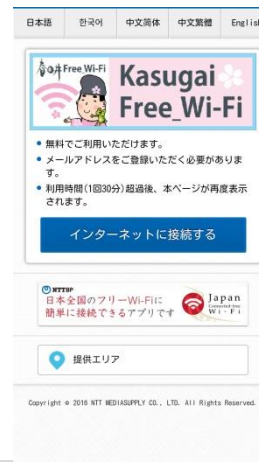 日本語 한국어 中文简体 中文繁體 English
春日井 Free Wi-Fi
Kasugai
Free_Wi-Fi
• 無料でご利用いただけます。
• メールアドレスをご登録いただく必要がありま
す。
• 利用時間(1回30分)超過後、本ページが再度表示
されます。
インターネットに接続する
NTTBP
日本全国のフリーWi-Fiに
簡単に接続できるアプリです
Japan
Connected-free
Wi-Fi
提供エリア
Copyright © 2016 NTT MEDIASUPPLY CO., LTD. All Rights Reserved.